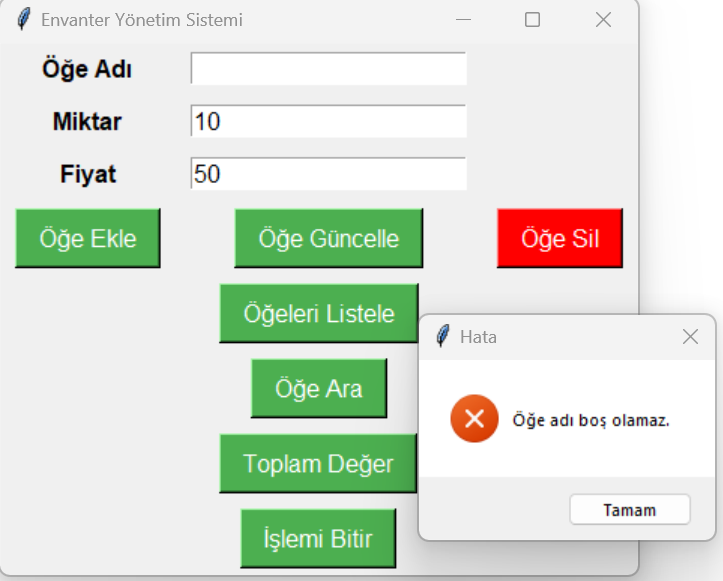 Envanter Yönetim Sistemi
Öğe Adı
Miktar 10
Fiyat 50
Öğe Ekle Öğe Güncelle Öğe Sil
Öğeleri Listele
Hata
Öğe Ara
Öğe adı boş olamaz.
Toplam Değer
Tamam
İşlemi Bitir